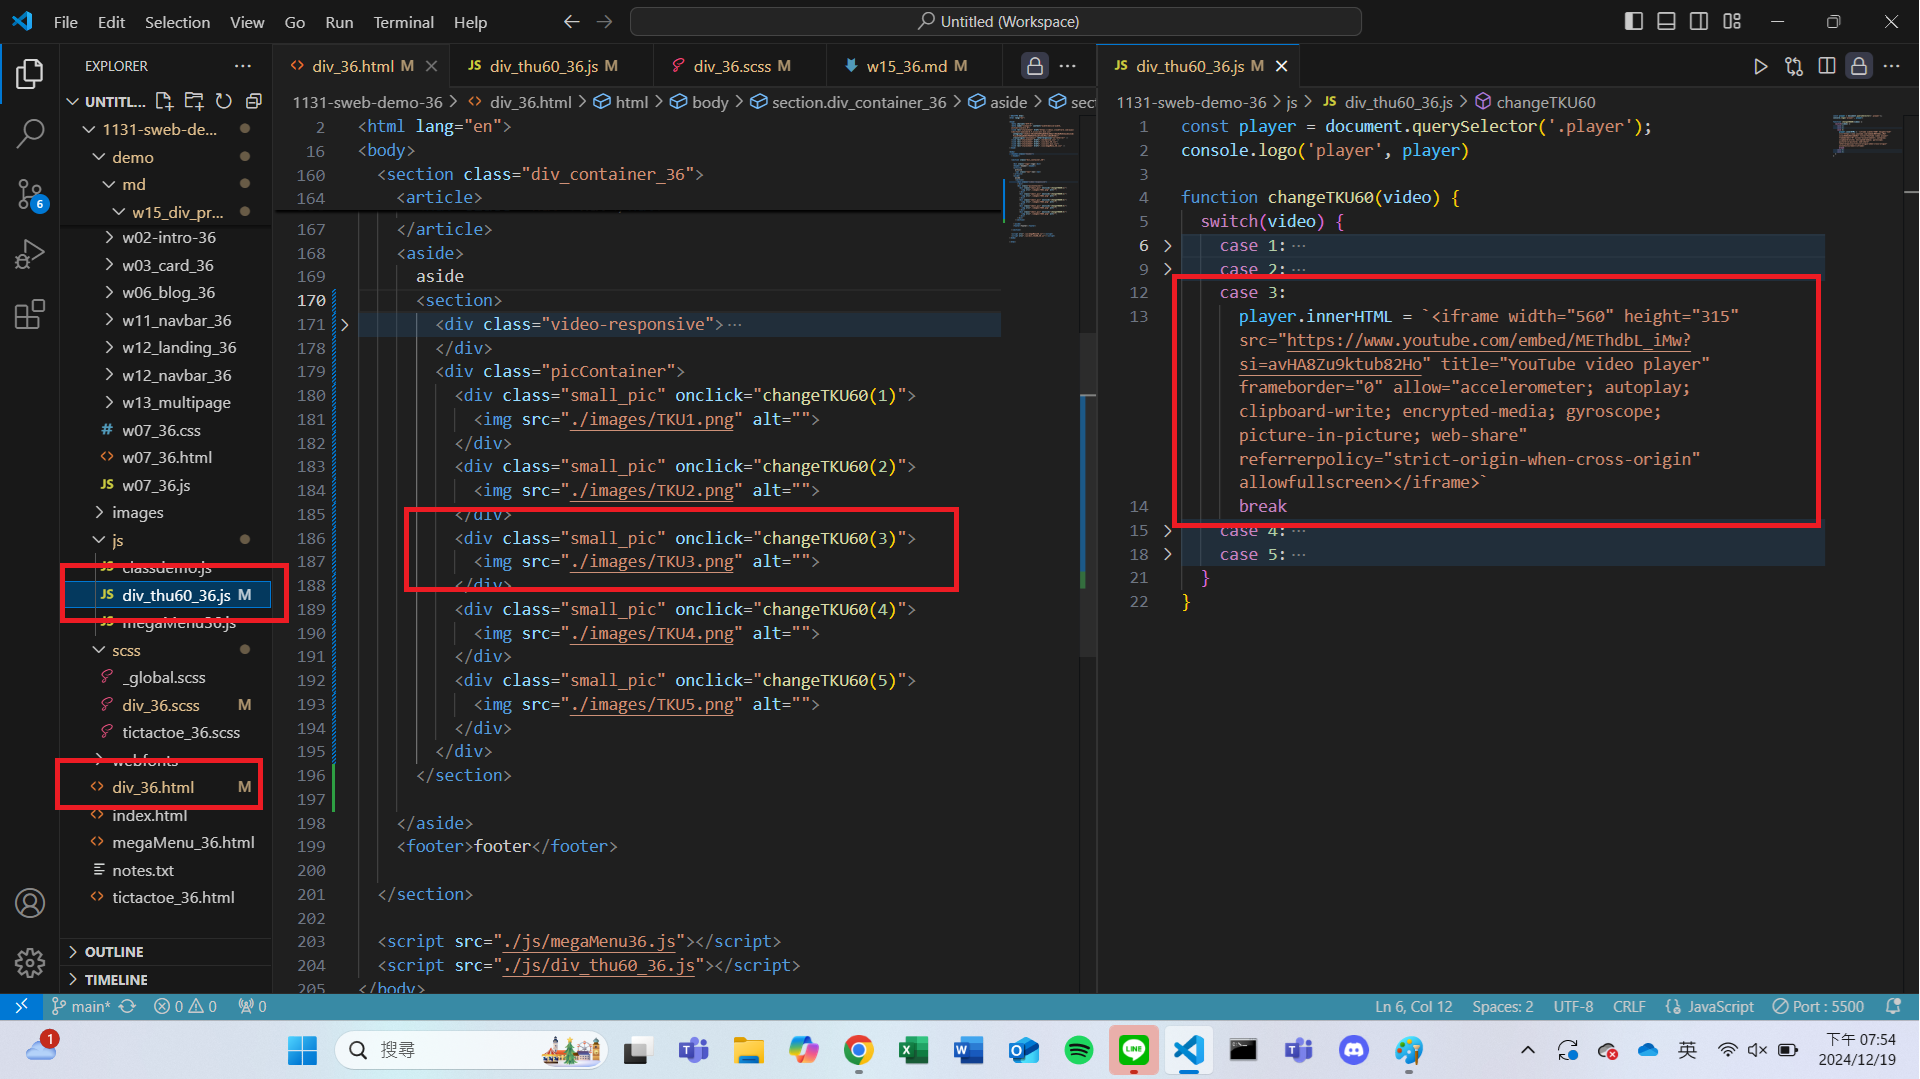 File Edit Selection View Go Run Terminal Help
Untitled (Workspace)
EXPLORER
UNTITL...
1131-sweb-de...
demo
md
w15_div_pr...
w02-intro-36
w03_card_36
w06_blog_36
w11_navbar_36
w12_landing_36
w12_navbar_36
w13_multipage
# w07_36.css
w07_36.html
JS w07_36.js
images
js
JS classdemo.js
JS div_thu60_36.js M
JS megaMenu36.js
scss
_global.scss
div_36.scss M
tictactoe_36.scss
webfonts
div_36.html M
index.html
megaMenu_36.html
notes.txt
tictactoe_36.html
OUTLINE
TIMELINE
div_36.html M
JS div_thu60_36.js M
div_36.scss M
w15_36.md M
1131-sweb-demo-36 > div_36.html > html > body > section.div_container_36 > aside > sec
2 <html lang="en">
16 <body>
160 <section class="div_container_36">
164 <article>
167 </article>
168 <aside>
169 aside
170 <section>
171 <div class="video-responsive">···
178 </div>
179 <div class="picContainer">
180 <div class="small_pic" onclick="changeTKU60(1)">
181 <img src="./images/TKU1.png" alt="">
182 </div>
183 <div class="small_pic" onclick="changeTKU60(2)">
184 <img src="./images/TKU2.png" alt="">
185 </div>
186 <div class="small_pic" onclick="changeTKU60(3)">
187 <img src="./images/TKU3.png" alt="">
188 </div>
189 <div class="small_pic" onclick="changeTKU60(4)">
190 <img src="./images/TKU4.png" alt="">
191 </div>
192 <div class="small_pic" onclick="changeTKU60(5)">
193 <img src="./images/TKU5.png" alt="">
194 </div>
195 </div>
196 </section>
197
198 </aside>
199 <footer>footer</footer>
200
201 </section>
202
203 <script src="./js/megaMenu36.js"></script>
204 <script src="./js/div_thu60_36.js"></script>
205 </body>
JS div_thu60_36.js M
1131-sweb-demo-36 > js > JS div_thu60_36.js > changeTKU60
1 const player = document.querySelector('.player');
2 console.logo('player', player)
3
4 function changeTKU60(video) {
5 switch(video) {
6 case 1: ···
9 case 2: ···
12 case 3:
13 player.innerHTML = `<iframe width="560" height="315"
src="https://www.youtube.com/embed/METhdbL_iMw?
si=avHA8Zu9ktub82Ho" title="YouTube video player"
frameborder="0" allow="accelerometer; autoplay;
clipboard-write; encrypted-media; gyroscope;
picture-in-picture; web-share"
referrerpolicy="strict-origin-when-cross-origin"
allowfullscreen></iframe>`
14 break
15 case 4: ···
18 case 5: ···
21 }
22 }
6
main* 0 0 0
Ln 6, Col 12 Spaces: 2 UTF-8 CRLF JavaScript Port : 5500
1
搜尋
LINE
英
下午 07:54
2024/12/19